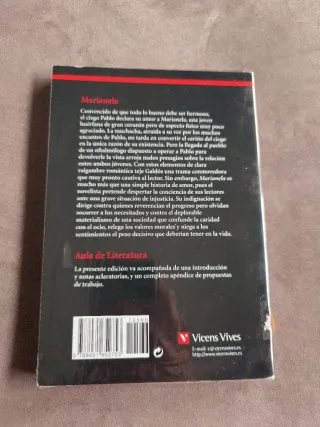 Marianela
Convencido de que todo lo bueno debe ser hermoso,
el ciego Pablo declara su amor a Marianela, una joven
huérfana de gran corazón pero de aspecto físico muy poco
agraciado. La muchacha, atraída a su vez por los muchos
encantos de Pablo, no tarda en convertir el cariño del ciego
en la única razón de su existencia. Pero la llegada al pueblo
de un oftalmólogo dispuesto a operar a Pablo para
devolverle la vista arroja malos presagios sobre la relación
entre ambos jóvenes. Con estos elementos de clara
raigambre romántica teje Galdós una trama conmovedora
que muy pronto cautiva al lector. Sin embargo, Marianela es
mucho más que una simple historia de amor, pues el
novelista pretende despertar la conciencia de sus lectores
ante una grave situación de injusticia. Su indignación se
dirige contra quienes reverencian el progreso pero olvidan
socorrer a los necesitados y contra el deplorable
materialismo de una sociedad que confunde la caridad
con el ocio, relega los valores morales y niega a los
sentimientos el peso decisivo que deberían tener en la vida.
Aula de Literatura
La presente edición va acompañada de una introducción
y notas aclaratorias, y un completo apéndice de propuestas
de trabajo.
Vicens Vives